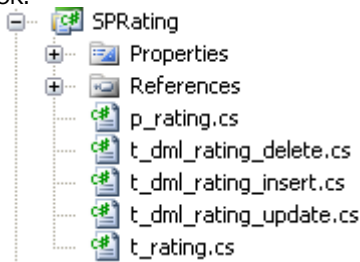 SPRating
Properties
References
p_rating.cs
t_dml_rating_delete.cs
t_dml_rating_insert.cs
t_dml_rating_update.cs
t_rating.cs